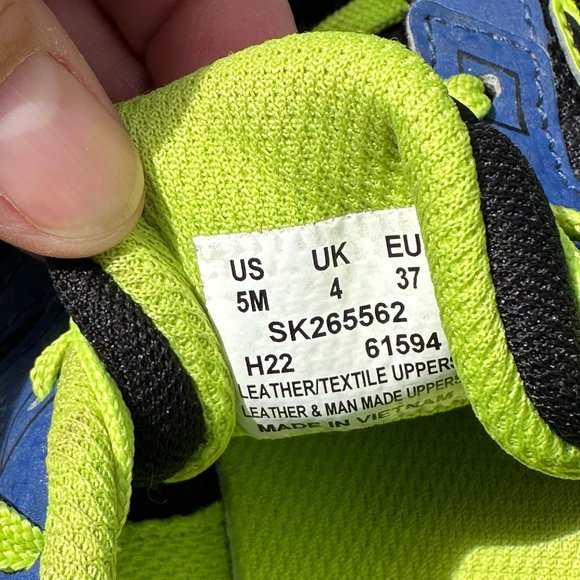 US UK EU
5M 4 37
SK265562
H22 61594
LEATHER/TEXTILE UPPERS
LEATHER & MAN MADE UPPERS
MADE IN VIETNAM